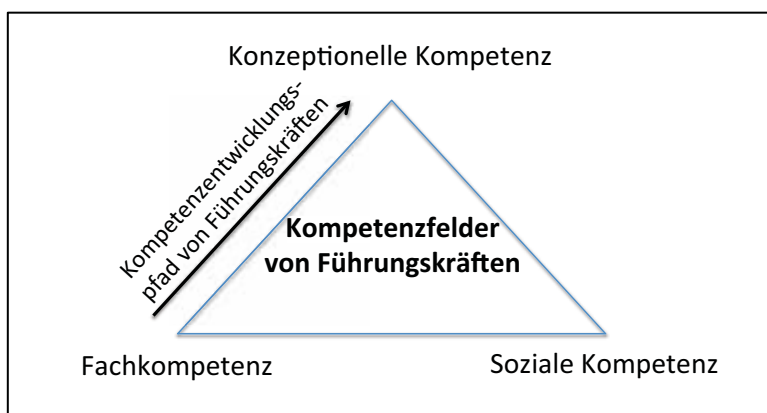 Konzeptionelle Kompetenz
Kompetenzentwicklungs-
pfad von Führungskräften
Kompetenzfelder
von Führungskräften
Fachkompetenz
Soziale Kompetenz